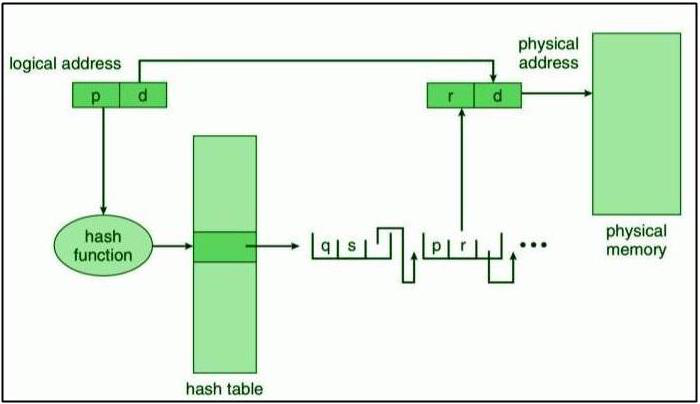 logical address
physical
address
p d
r d
hash
function
q s
p r
•••
physical
memory
hash table